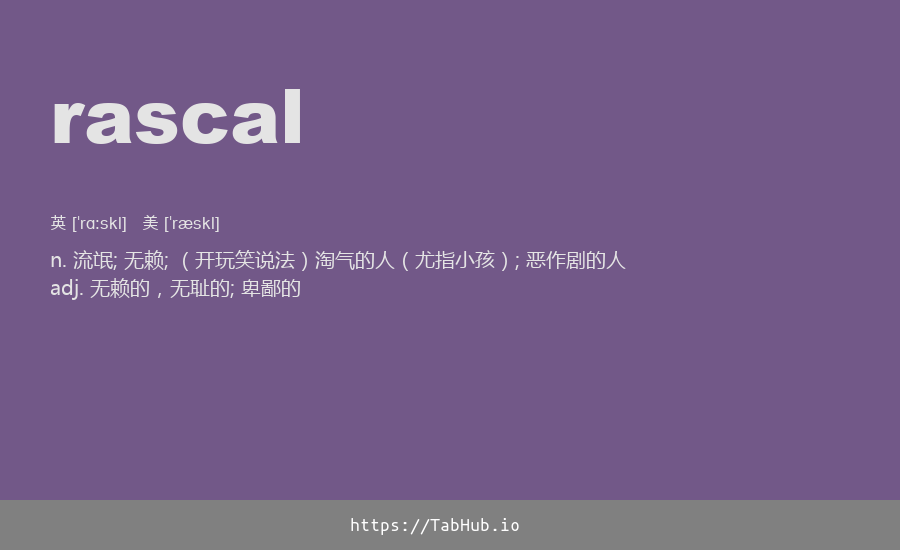 rascal
英 ['rɑːskl] 美 ['ræskl]
n. 流氓; 无赖; （开玩笑说法）淘气的人（尤指小孩）; 恶作剧的人
adj. 无赖的，无耻的; 卑鄙的
https://TabHub.io